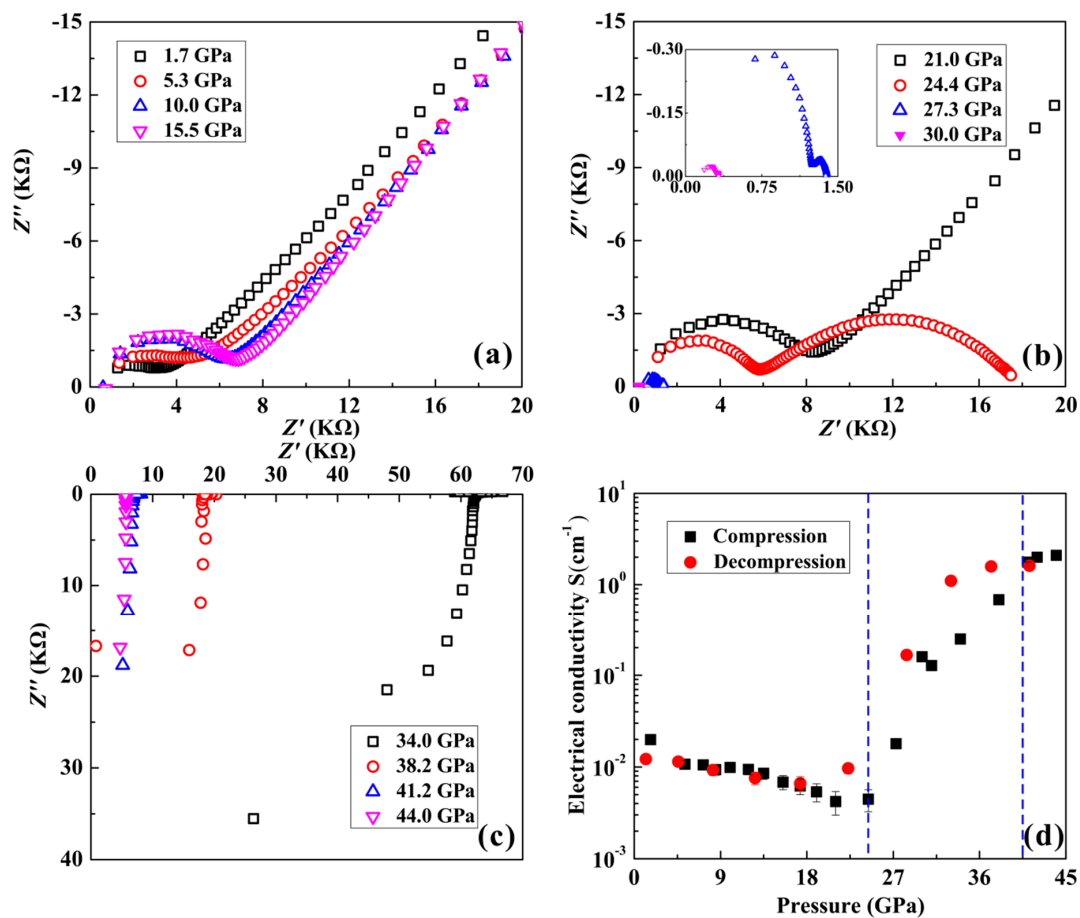 -15
-12
-9
-6
-3
0
Z'' (KΩ)
1.7 GPa
5.3 GPa
10.0 GPa
15.5 GPa
(a)
0 4 8 12 16 20
Z' (KΩ)
-15
-12
-9
-6
-3
0
Z'' (KΩ)
-0.30
-0.15
0.00
0.00 0.75 1.50
21.0 GPa
24.4 GPa
27.3 GPa
30.0 GPa
(b)
0 4 8 12 16 20
Z' (KΩ)
Z' (KΩ)
0 10 20 30 40 50 60 70
0
10
20
30
40
Z'' (KΩ)
34.0 GPa
38.2 GPa
41.2 GPa
44.0 GPa
(c)
10^1
10^0
10^-1
10^-2
10^-3
Electrical conductivity S(cm^-1)
Compression
Decompression
(d)
0 9 18 27 36 45
Pressure (GPa)